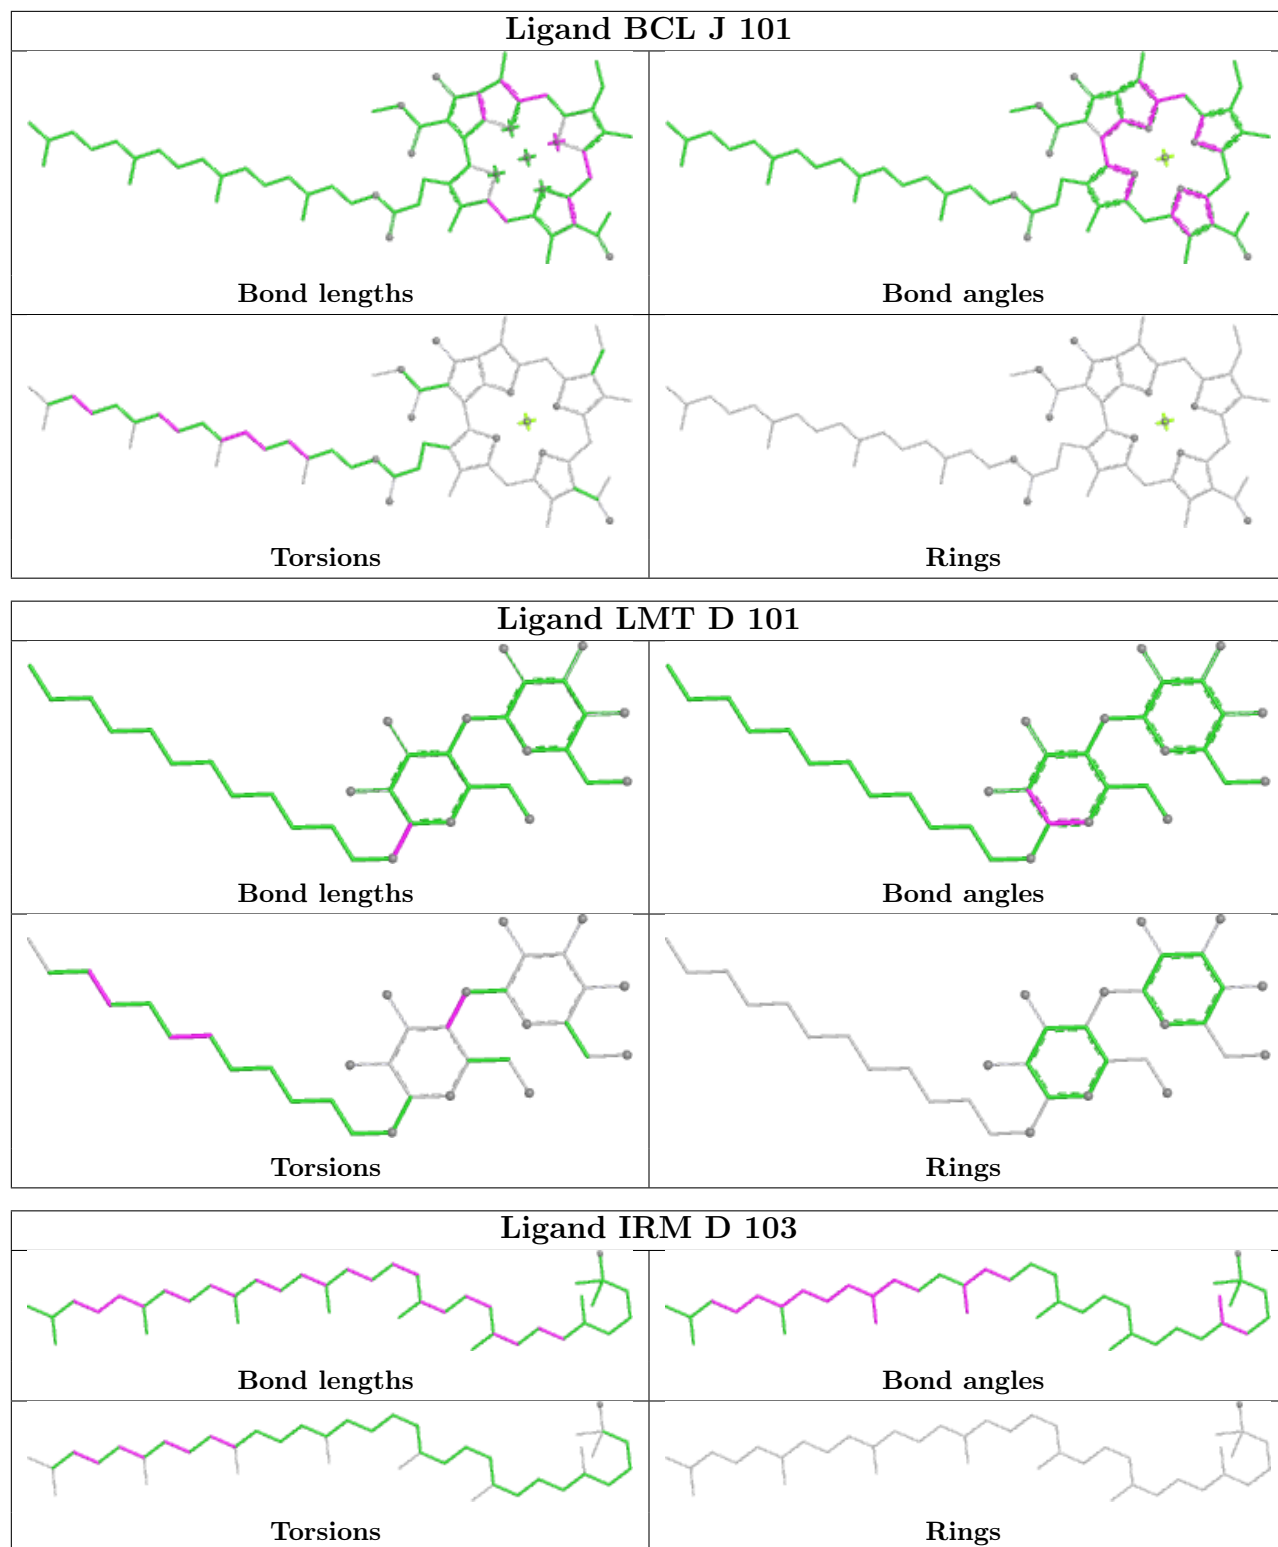 Ligand BCL J 101
Bond lengths
Bond angles
Torsions
Rings
Ligand LMT D 101
Bond lengths
Bond angles
Torsions
Rings
Ligand IRM D 103
Bond lengths
Bond angles
Torsions
Rings